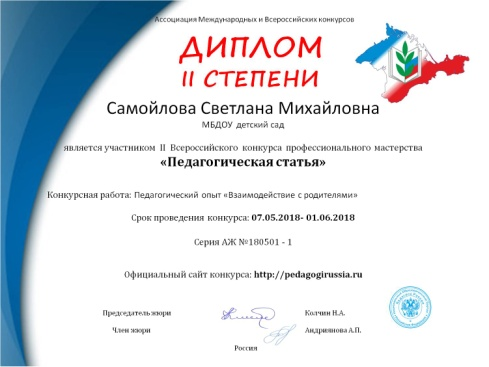 Ассоциация Международных и Всероссийских конкурсов
ДИПЛОМ
II СТЕПЕНИ
Самойлова Светлана Михайловна
МБДОУ детский сад
является участником II Всероссийского конкурса профессионального мастерства
«Педагогическая статья»
Конкурсная работа: Педагогический опыт «Взаимодействие с родителями»
Срок проведения конкурса: 07.05.2018- 01.06.2018
Серия АЖ №180501 - 1
Официальный сайт конкурса: http://pedagogirussia.ru
Председатель жюри Колчин Н.А.
Член жюри Андриянова А.П.
Россия